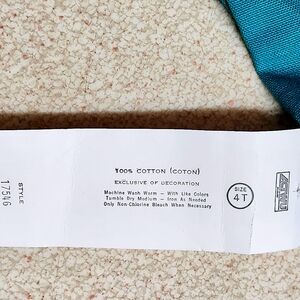 STYLE
17546
100% COTTON (COTON)
EXCLUSIVE OF DECORATION
Machine Wash Warm — With Like Colors
Tumble Dry Medium — Iron As Needed
Only Non-Chlorine Bleach When Necessary
SIZE
4T